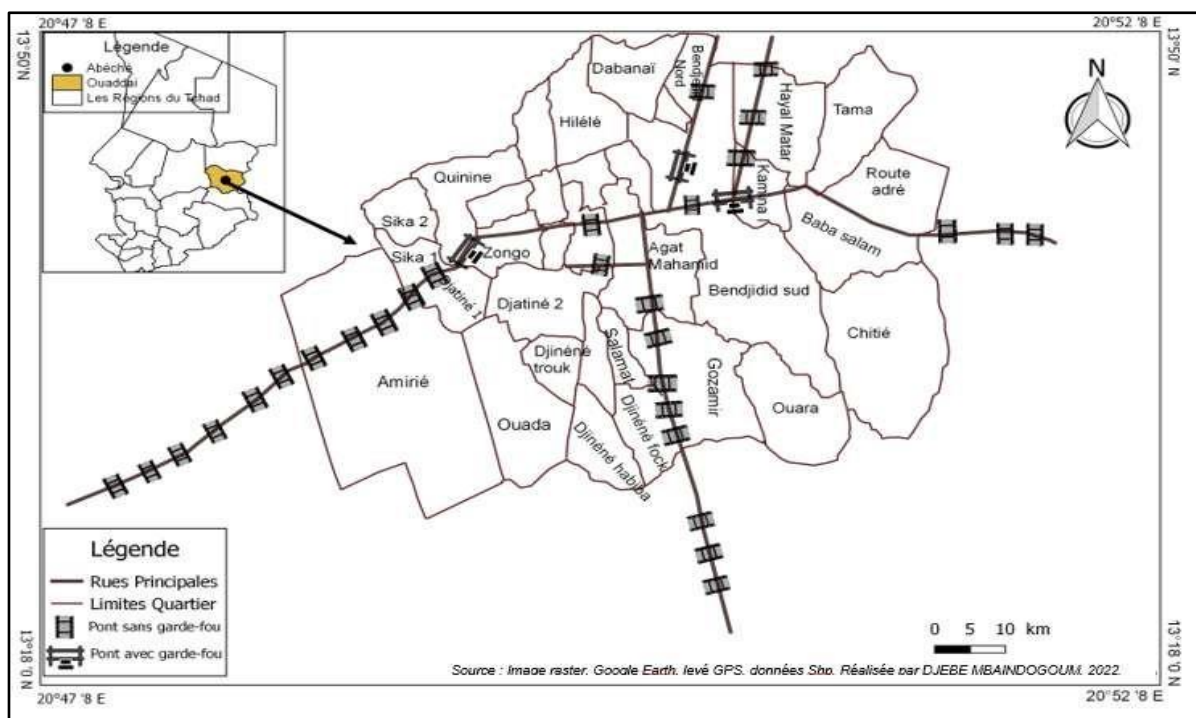 20°47 '8 E
20°52 '8 E
13°50' N
13°50' N
Légende
Abéché
Ouaddai
Les Régions du Tchad
N
Dabanaï
Nord
Hayal Matar
Tama
Hilélé
Quinine
Kamina
Route
adré
Sika 2
Baba salam
Sika 1
Zongo
Agat
Mahamid
Djatiné 1
Djatiné 2
Bendjidid sud
Chitié
Salamat
Djinéné
trouk
Gozamir
Amirié
Ouada
Ouara
Djinéné fock
Djinéné habiba
Légende
Rues Principales
Limites Quartier
Pont sans garde-fou
Pont avec garde-fou
0 5 10 km
Source : Image raster. Google Earth. levé GPS. données Shp. Réalisée par DJEBE MBAINDOGOUM. 2022.
13°18'0 N
13°18'0 N
20°47 '8 E
20°52 '8 E